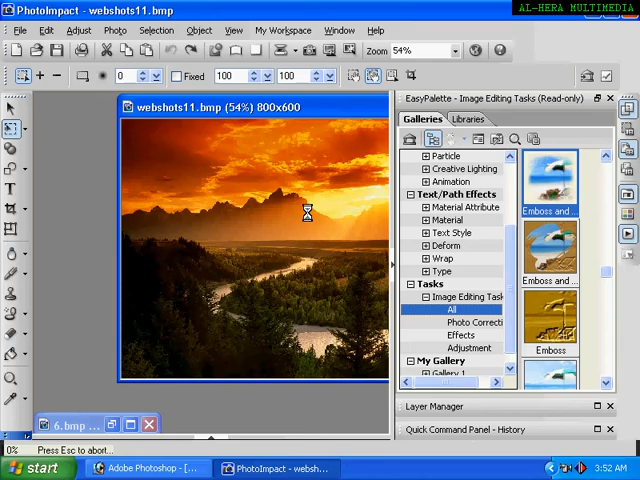 AL-HERA MULTIMEDIA
PhotoImpact - webshots11.bmp
File Edit Adjust Photo Selection Object View My Workspace Window Help
Zoom 54%
0 Fixed 100 100
webshots11.bmp (54%) 800x600
EasyPalette - Image Editing Tasks (Read-only)
Galleries Libraries
Particle
Creative Lighting
Animation
Text/Path Effects
Material Attribute
Material
Text Style
Deform
Wrap
Type
Tasks
Image Editing Task
All
Photo Correcti
Effects
Adjustment
My Gallery
Gallery 1
Emboss and ...
Emboss and ...
Emboss
Layer Manager
Quick Command Panel - History
6.bmp ...
0% Press Esc to abort...
start
Adobe Photoshop - [...
PhotoImpact - websh...
3:52 AM